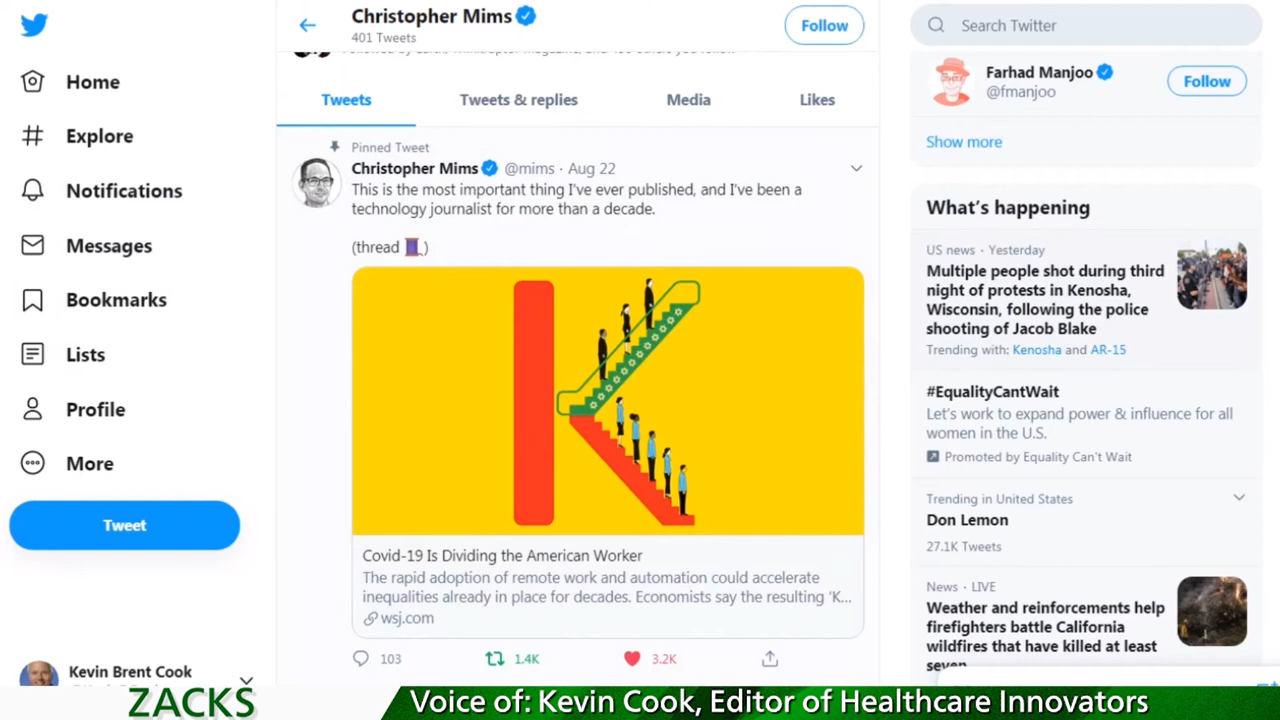 Christopher Mims
401 Tweets
Follow
Tweets
Tweets & replies
Media
Likes
Home
Explore
Notifications
Messages
Bookmarks
Lists
Profile
More
Tweet
Kevin Brent Cook
Pinned Tweet
Christopher Mims @mims · Aug 22
This is the most important thing I've ever published, and I've been a
technology journalist for more than a decade.
(thread 🧵)
K
Covid-19 Is Dividing the American Worker
The rapid adoption of remote work and automation could accelerate
inequalities already in place for decades. Economists say the resulting 'K...
wsj.com
103
1.4K
3.2K
Search Twitter
Farhad Manjoo
@fmanjoo
Follow
Show more
What's happening
US news · Yesterday
Multiple people shot during third
night of protests in Kenosha,
Wisconsin, following the police
shooting of Jacob Blake
Trending with: Kenosha and AR-15
#EqualityCantWait
Let's work to expand power & influence for all
women in the U.S.
Promoted by Equality Can't Wait
Trending in United States
Don Lemon
27.1K Tweets
News · LIVE
Weather and reinforcements help
firefighters battle California
wildfires that have killed at least
seven
ZACKS
Voice of: Kevin Cook, Editor of Healthcare Innovators